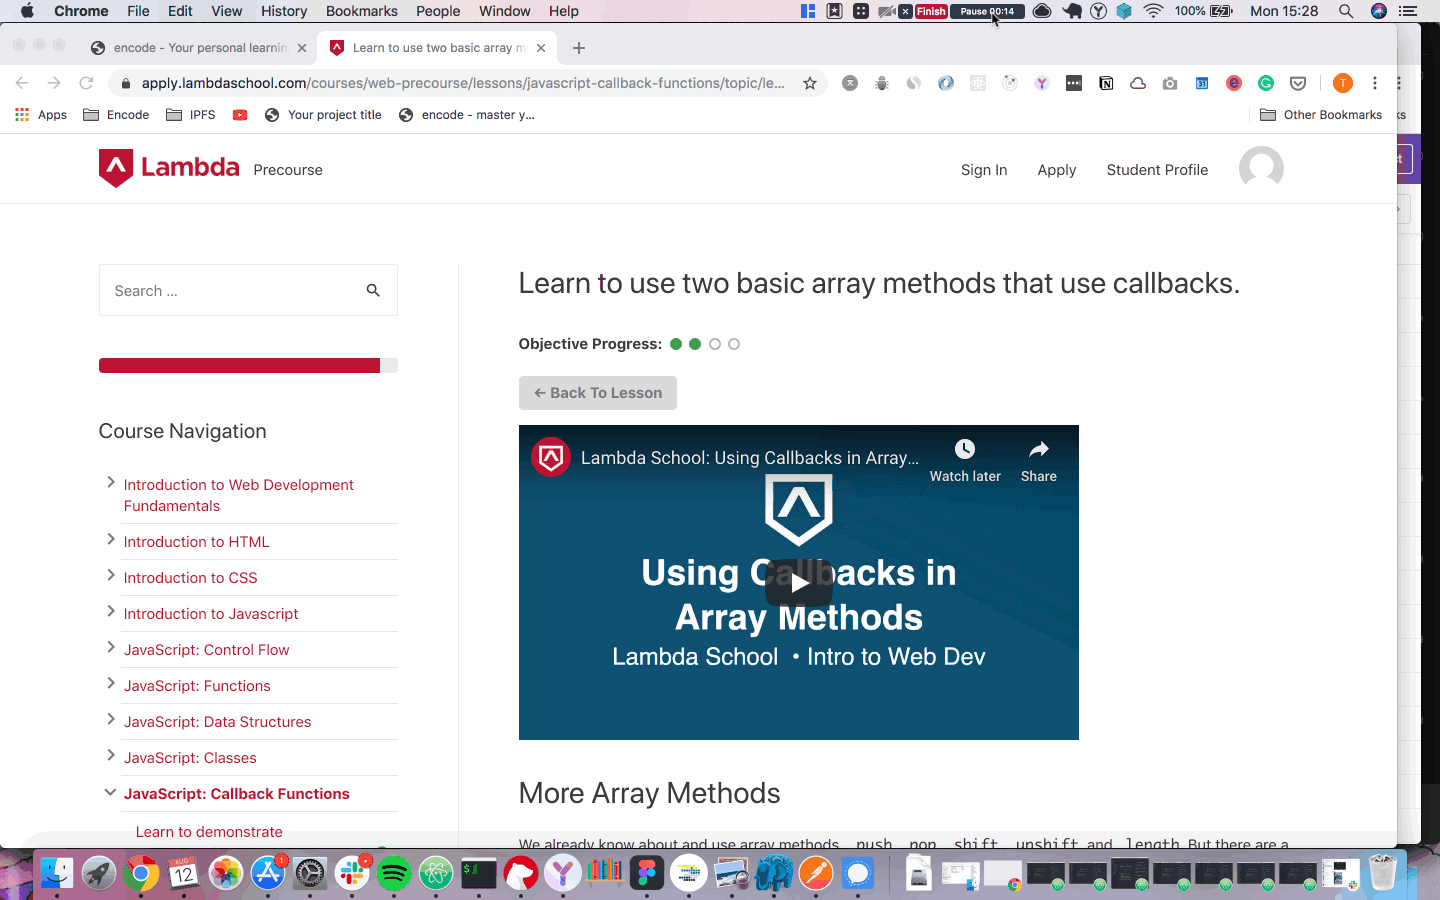 Chrome File Edit View History Bookmarks People Window Help Finish Pause 00:14 100% Mon 15:28
encode - Your personal learnin
Learn to use two basic array m
apply.lambdaschool.com/courses/web-precourse/lessons/javascript-callback-functions/topic/le...
Apps Encode IPFS Your project title encode - master y... Other Bookmarks
Lambda Precourse Sign In Apply Student Profile
Search ...
Learn to use two basic array methods that use callbacks.
Objective Progress:
← Back To Lesson
Course Navigation
Introduction to Web Development
Fundamentals
Introduction to HTML
Introduction to CSS
Introduction to Javascript
JavaScript: Control Flow
JavaScript: Functions
JavaScript: Data Structures
JavaScript: Classes
JavaScript: Callback Functions
Learn to demonstrate
Lambda School: Using Callbacks in Array...
Watch later
Share
Using Callbacks in
Array Methods
Lambda School • Intro to Web Dev
More Array Methods
We already know about and use array methods push pop shift unshift and length But there are a
AUG
12
1